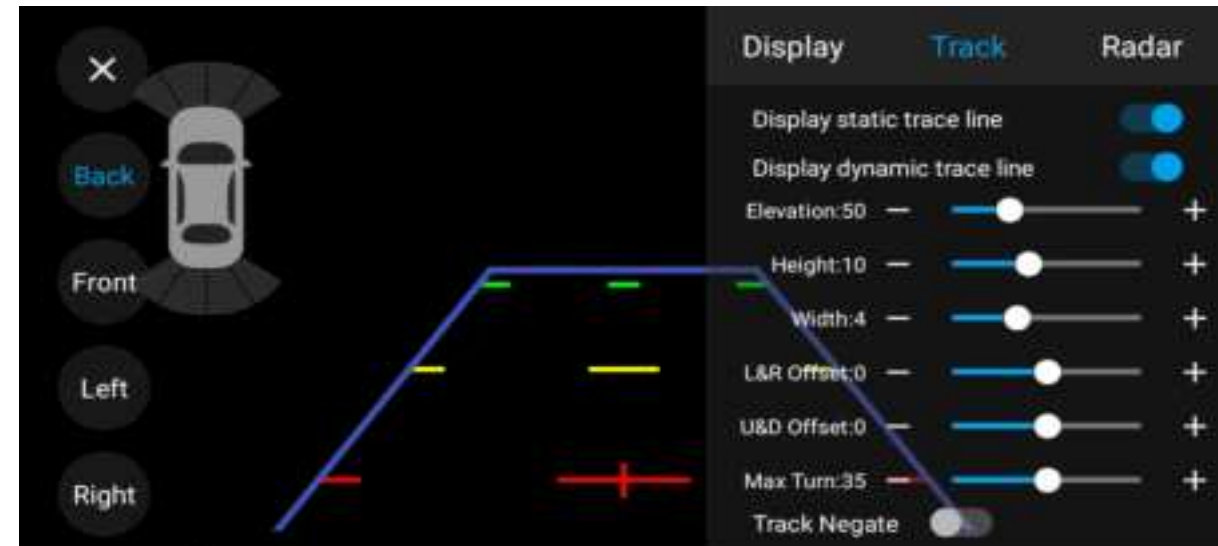 Display Track Radar
Display static trace line
Back
Display dynamic trace line
Elevation:50
Front
Height:10
Width:4
Left
L&R Offset:0
U&D Offset:0
Right
Max Turn:35
Track Negate